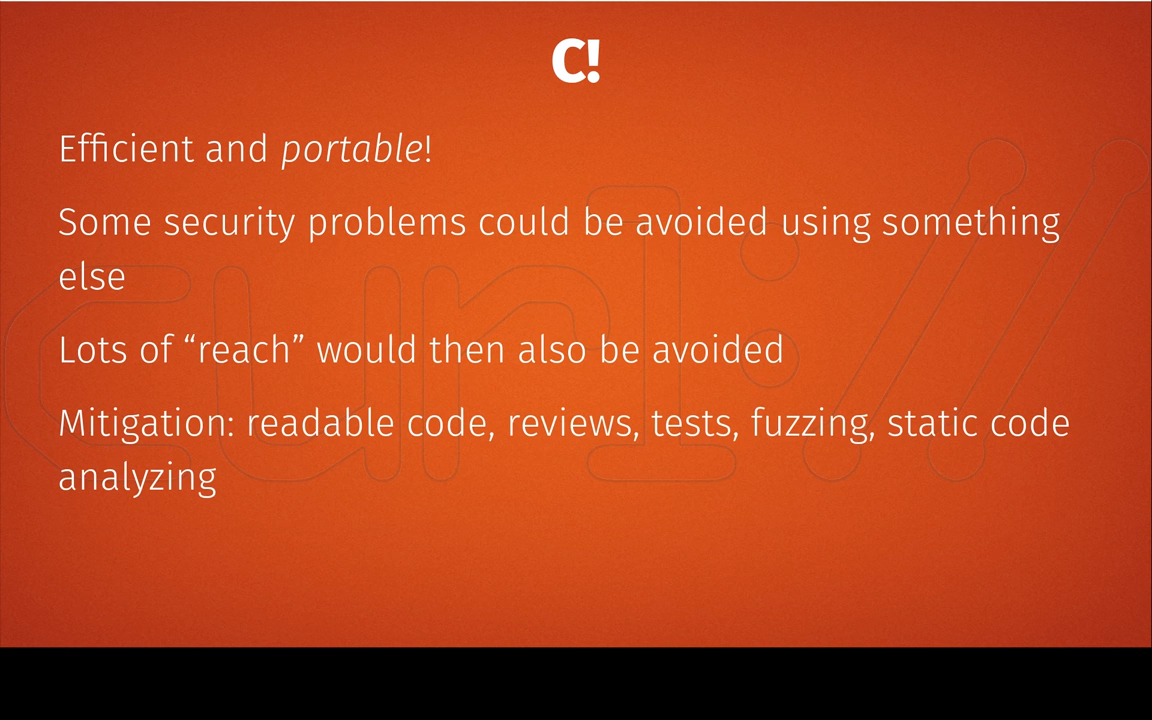 C!
Efficient and portable!
Some security problems could be avoided using something
else
Lots of “reach” would then also be avoided
Mitigation: readable code, reviews, tests, fuzzing, static code
analyzing
curl://